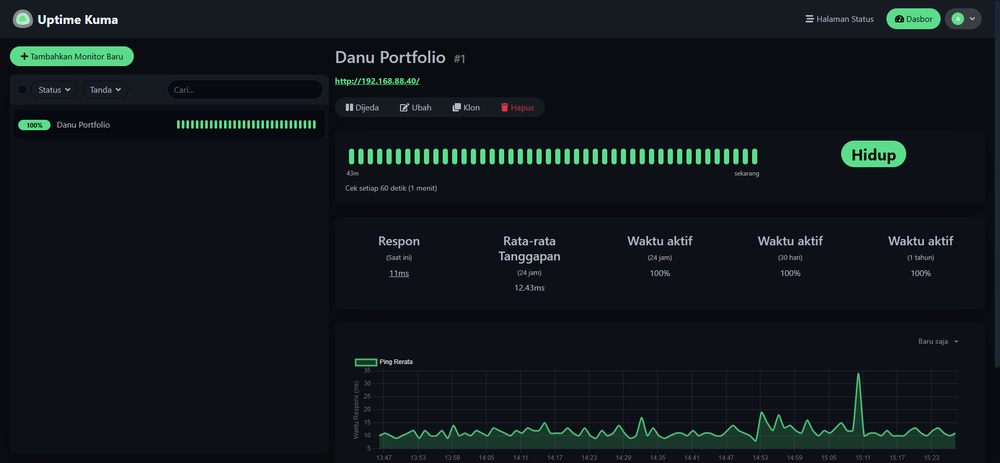 Uptime Kuma
Halaman Status
Dasbor
A
Tambahkan Monitor Baru
Status
Tanda
Cari...
100%
Danu Portfolio
Danu Portfolio #1
http://192.168.88.40/
Dijeda
Ubah
Klon
Hapus
43m
sekarang
Cek setiap 60 detik (1 menit)
Hidup
Respon
(Saat ini)
11ms
Rata-rata
Tanggapan
(24 jam)
12.43ms
Waktu aktif
(24 jam)
100%
Waktu aktif
(30 hari)
100%
Waktu aktif
(1 tahun)
100%
Baru saja
Ping Rerata
Waktu Respons (ms)
35
30
25
20
15
10
5
13:47 13:53 13:59 14:05 14:11 14:17 14:23 14:29 14:35 14:41 14:47 14:53 14:59 15:05 15:11 15:17 15:23